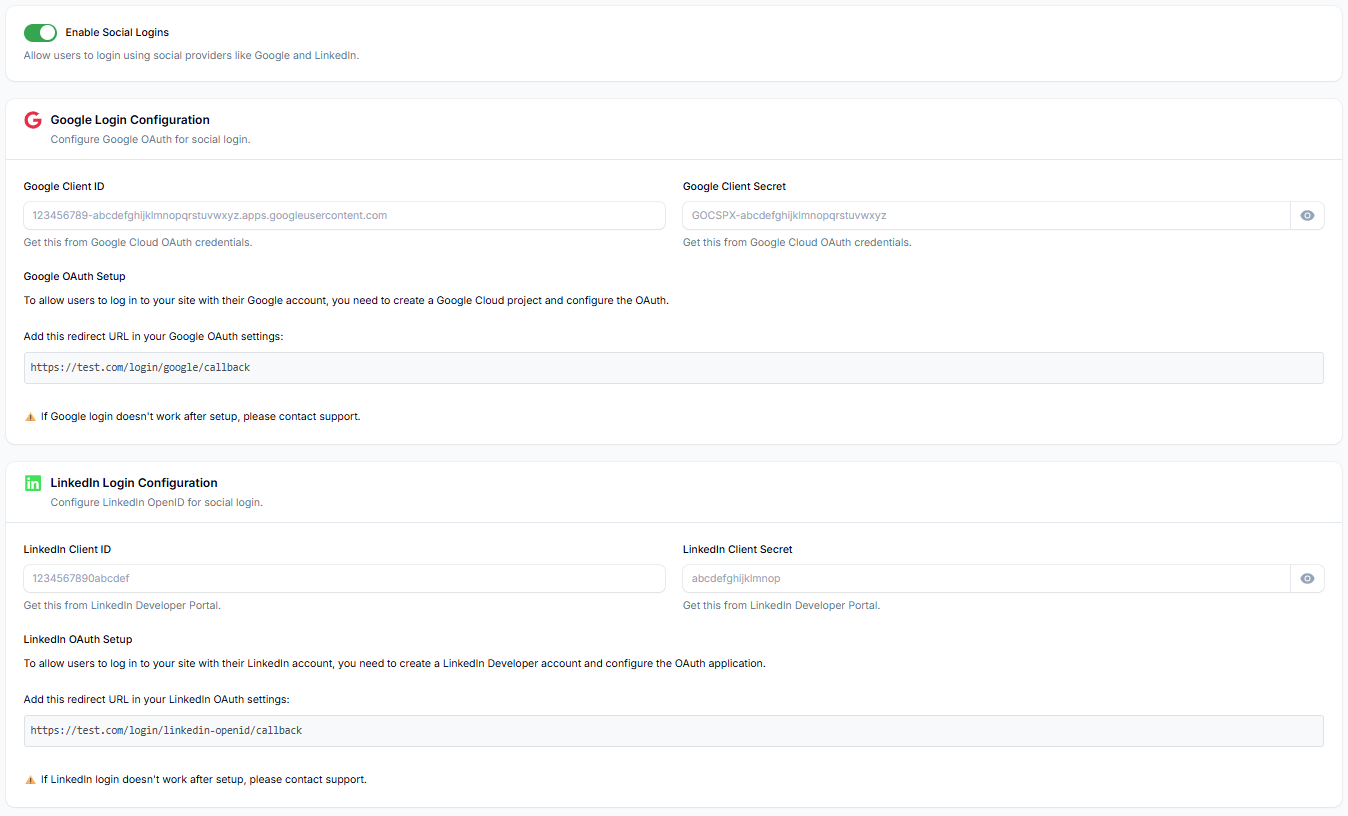 Enable Social Logins
Allow users to login using social providers like Google and LinkedIn.
Google Login Configuration
Configure Google OAuth for social login.
Google Client ID
Google Client Secret
123456789-abcdefghijklmnopqrstuvwxyz.apps.googleusercontent.com
GOCSPX-abcdefghijklmnopqrstuvwxyz
Get this from Google Cloud OAuth credentials.
Get this from Google Cloud OAuth credentials.
Google OAuth Setup
To allow users to log in to your site with their Google account, you need to create a Google Cloud project and configure the OAuth.
Add this redirect URL in your Google OAuth settings:
https://test.com/login/google/callback
⚠ If Google login doesn't work after setup, please contact support.
in LinkedIn Login Configuration
Configure LinkedIn OpenID for social login.
LinkedIn Client ID
LinkedIn Client Secret
1234567890abcdef
abcdefghijklmnop
Get this from LinkedIn Developer Portal.
Get this from LinkedIn Developer Portal.
LinkedIn OAuth Setup
To allow users to log in to your site with their LinkedIn account, you need to create a LinkedIn Developer account and configure the OAuth application.
Add this redirect URL in your LinkedIn OAuth settings:
https://test.com/login/linkedin-openid/callback
⚠ If LinkedIn login doesn't work after setup, please contact support.